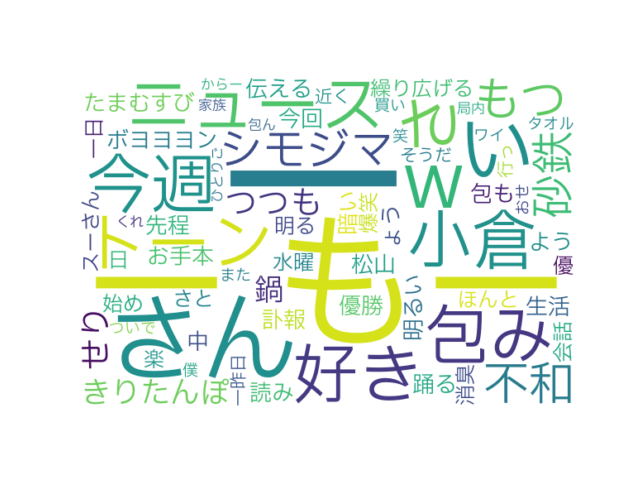 からー
伝える
繰り広げる
もつ
ニュース
近く
買い
局内
たまむすび
家族
今回
れ
タオル
一日
ボヨヨヨン
包ん
笑
ワイ
シモジマ
い
砂鉄
そうだ
行っ
今週
ひとりご
ー
w
包も
おせ
つつも
スーさん
くれ
先程
明る
暗い
爆笑
ょう
小倉
よう
トーン
も
日
お手本
また
水曜
松山
優
ー
始め
さと
さん
鍋
優勝
明るい
ほんと
生活
せり
ついで
中
訃報
包み
会話
楽
僕
一昨日
好き
踊る
消臭
不和
きりたんぽ
読み